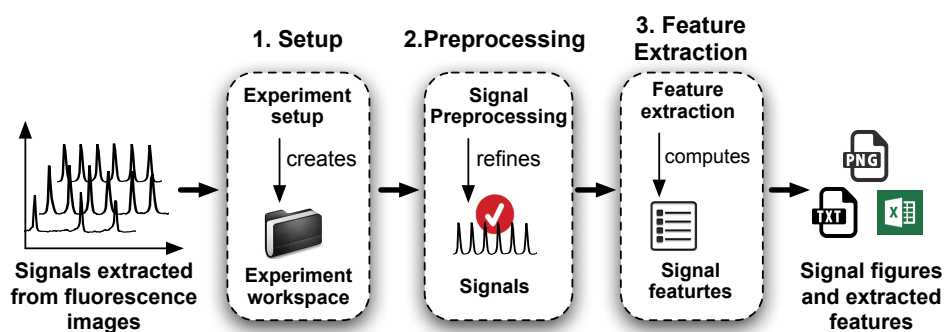 1. Setup
2.Preprocessing
3. Feature
Extraction
Signals extracted
from fluorescence
images
Experiment
setup
creates
Experiment
workspace
Signal
Preprocessing
refines
Signals
Feature
extraction
computes
Signal
featurtes
PNG
TXT
X
Signal figures
and extracted
features